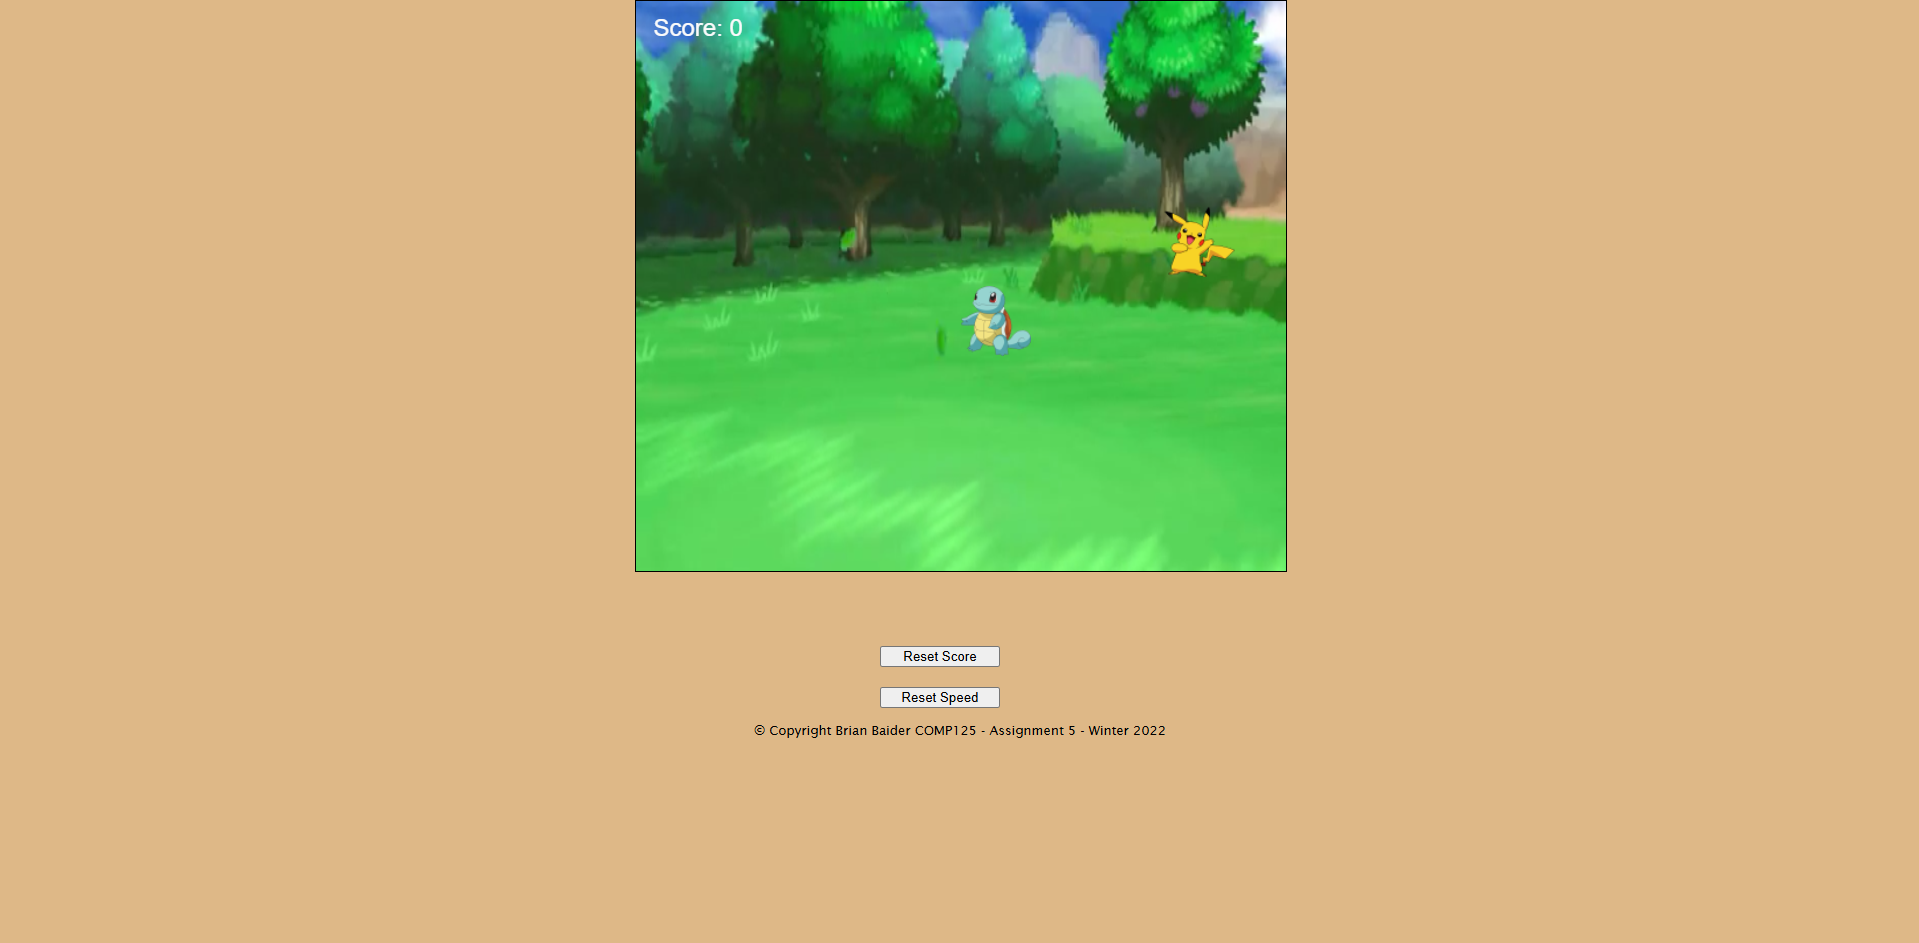 Score: 0
Reset Score
Reset Speed
© Copyright Brian Baider COMP125 - Assignment 5 - Winter 2022